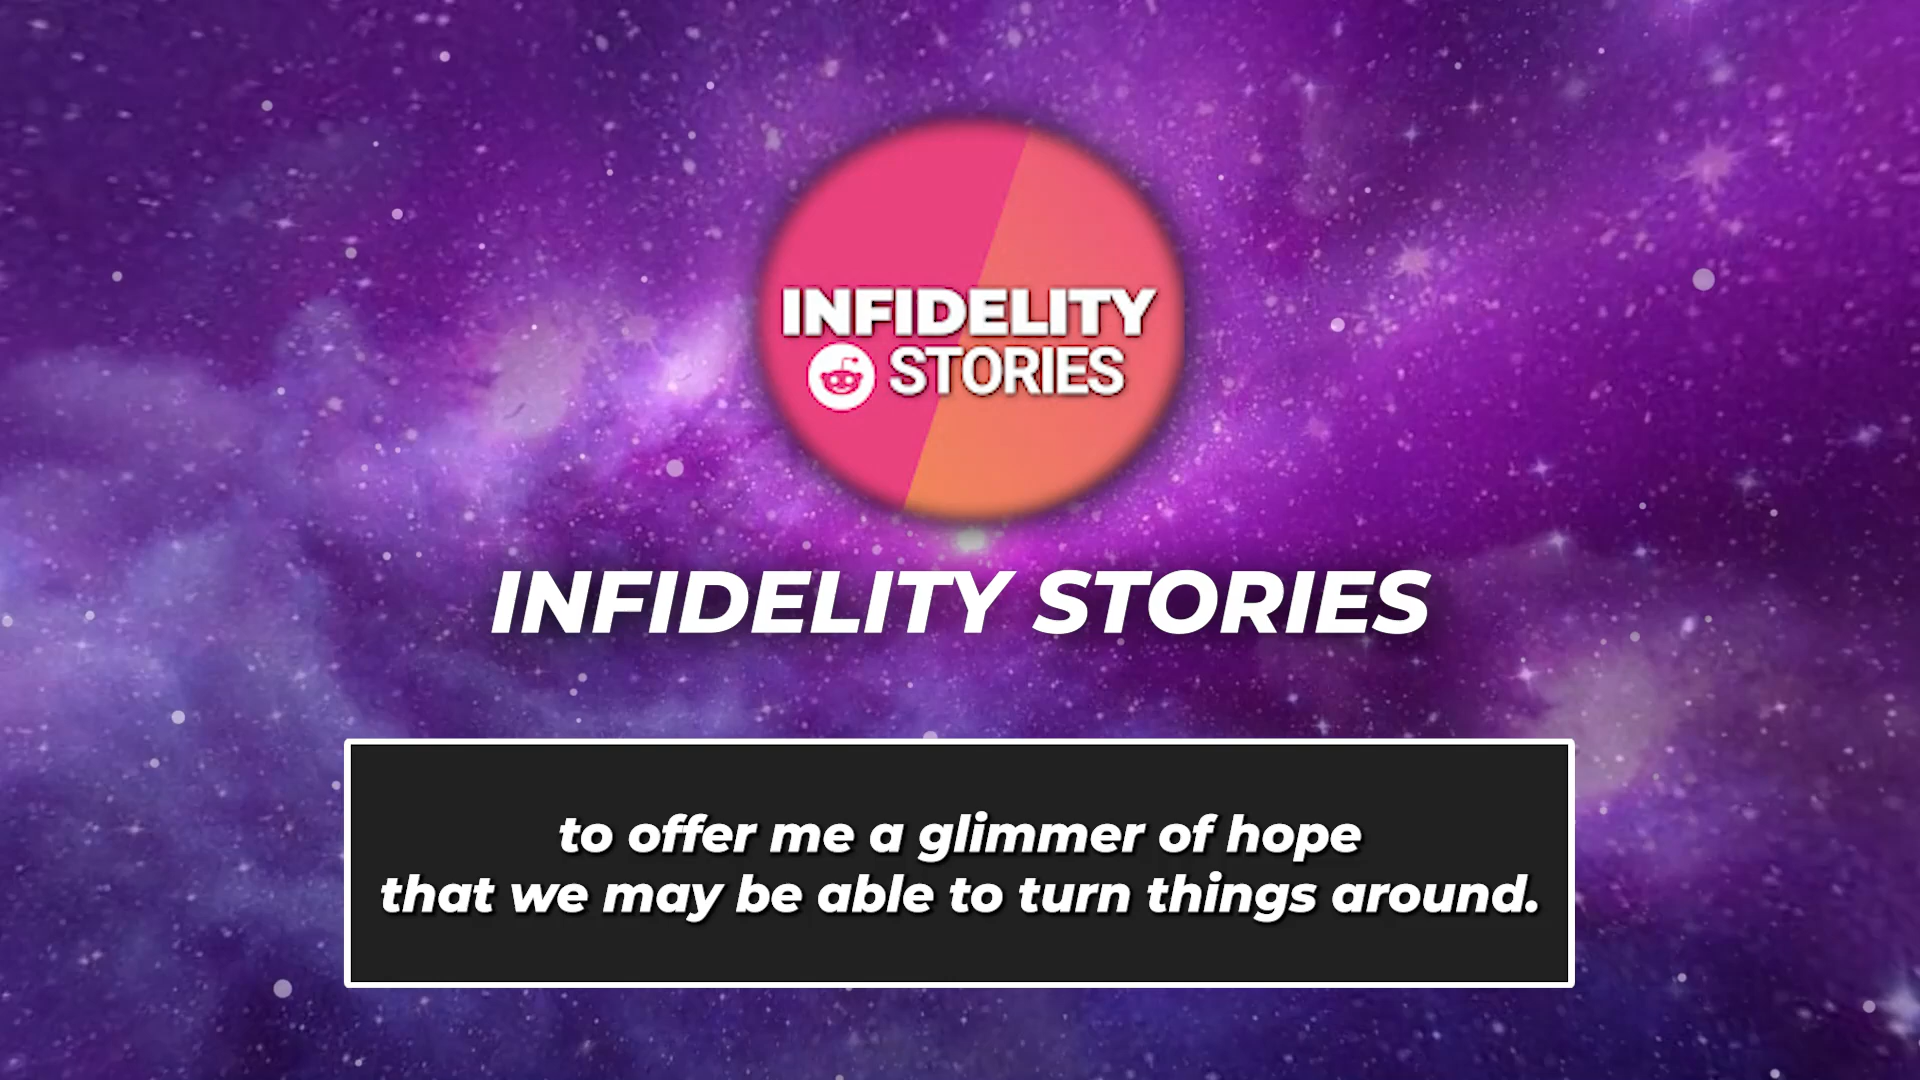 INFIDELITY
STORIES
INFIDELITY STORIES
to offer me a glimmer of hope
that we may be able to turn things around.